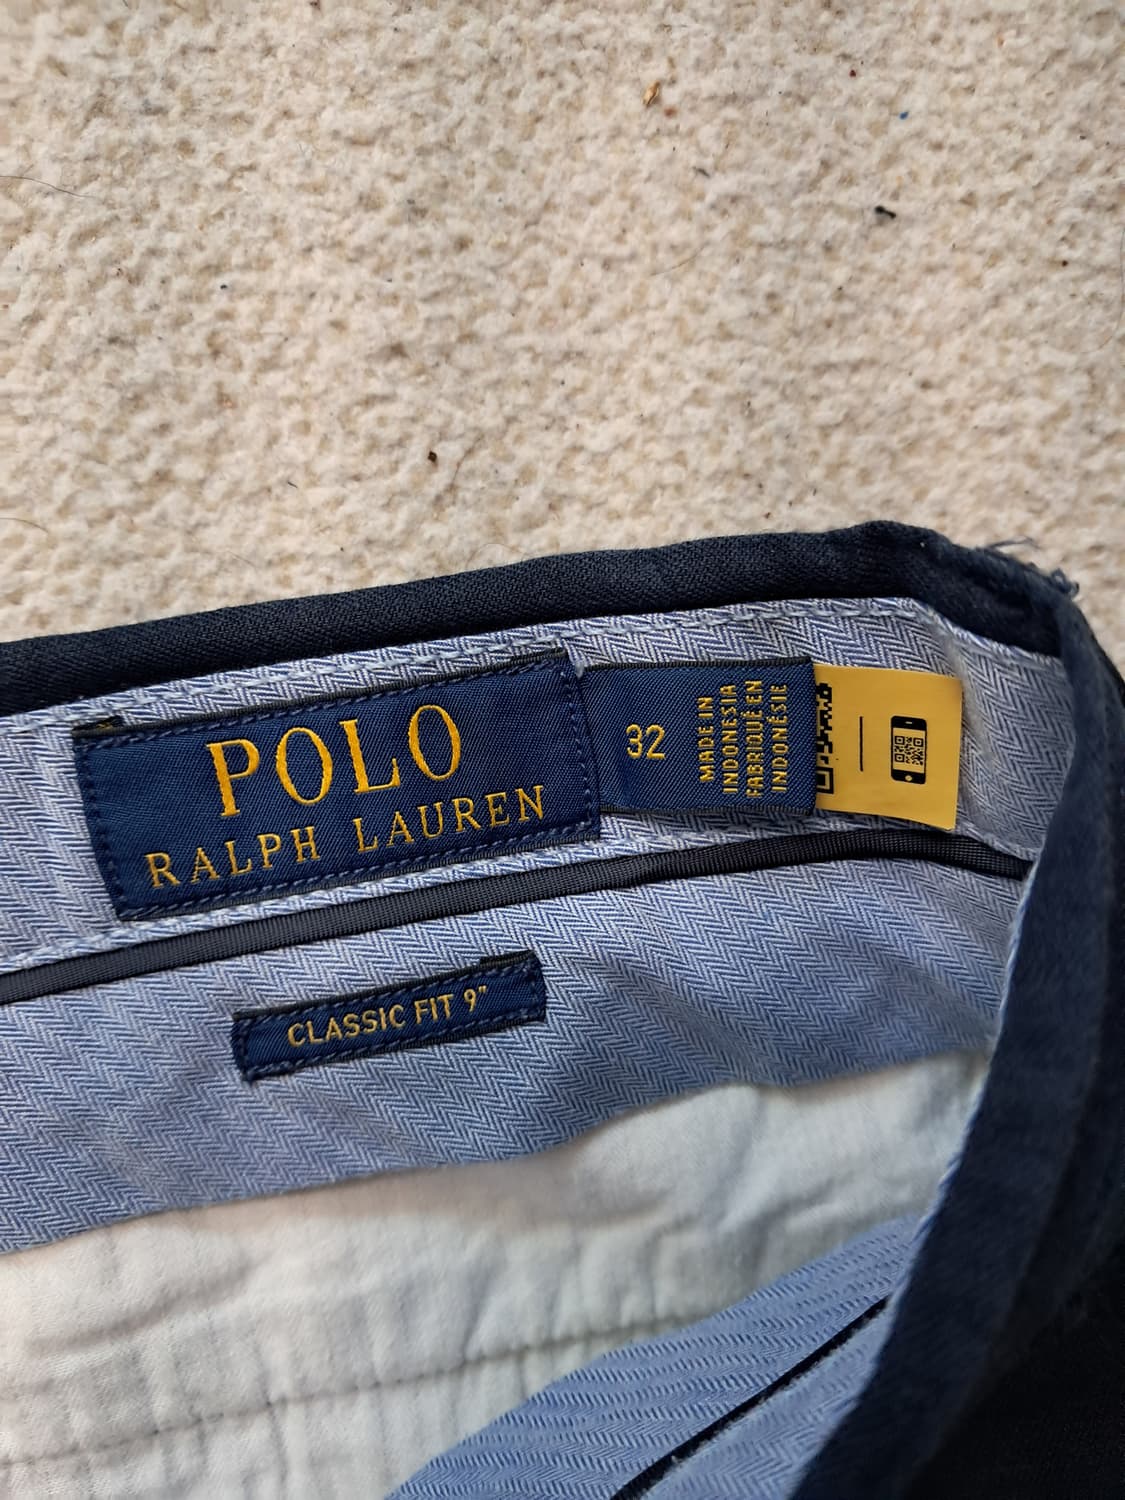 POLO
RALPH LAUREN
32
MADE IN
INDONESIA
FABRIQUÉ EN
INDONÉSIE
CLASSIC FIT 9"